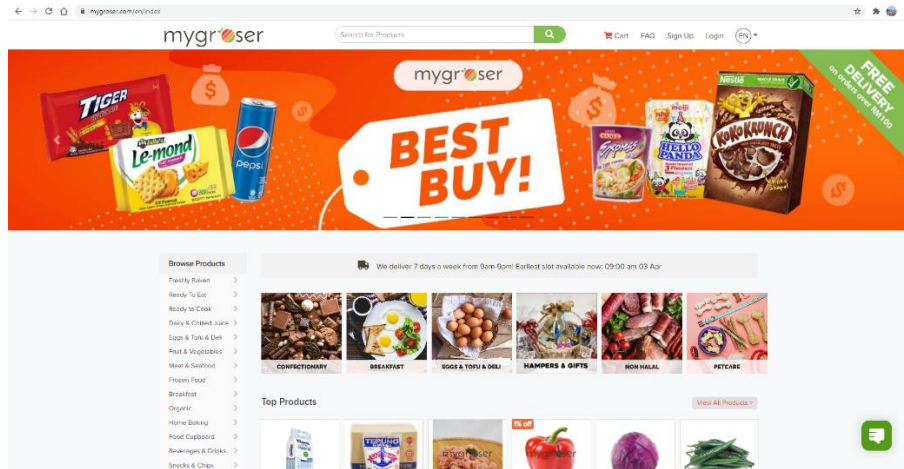 mygroser.com/en/index
mygroser
Search for Products
Cart FAQ Sign Up Login EN
mygroser
FREE
DELIVERY
on orders over RM100
TIGER
Le-mond
pepsi
BEST
BUY!
meiji
HELLO
PANDA
Nestlé
KOKO KRUNCH
Browse Products
Freshly Baked
Ready To Eat
Ready to Cook
Dairy & Chilled Juice
Eggs & Tofu & Deli
Fruit & Vegetables
Meat & Seafood
Frozen Food
Breakfast
Organic
Home Baking
Food Cupboard
Beverages & Drinks
Snacks & Chips
We deliver 7 days a week from 9am-9pm! Earliest slot available now: 09:00 am 03 Apr
CONFECTIONARY
BREAKFAST
EGGS & TOFU & DELI
HAMPERS & GIFTS
NON HALAL
PETCARE
Top Products
View All Products >
1% off
TEPUNG
mygroser
mygroser